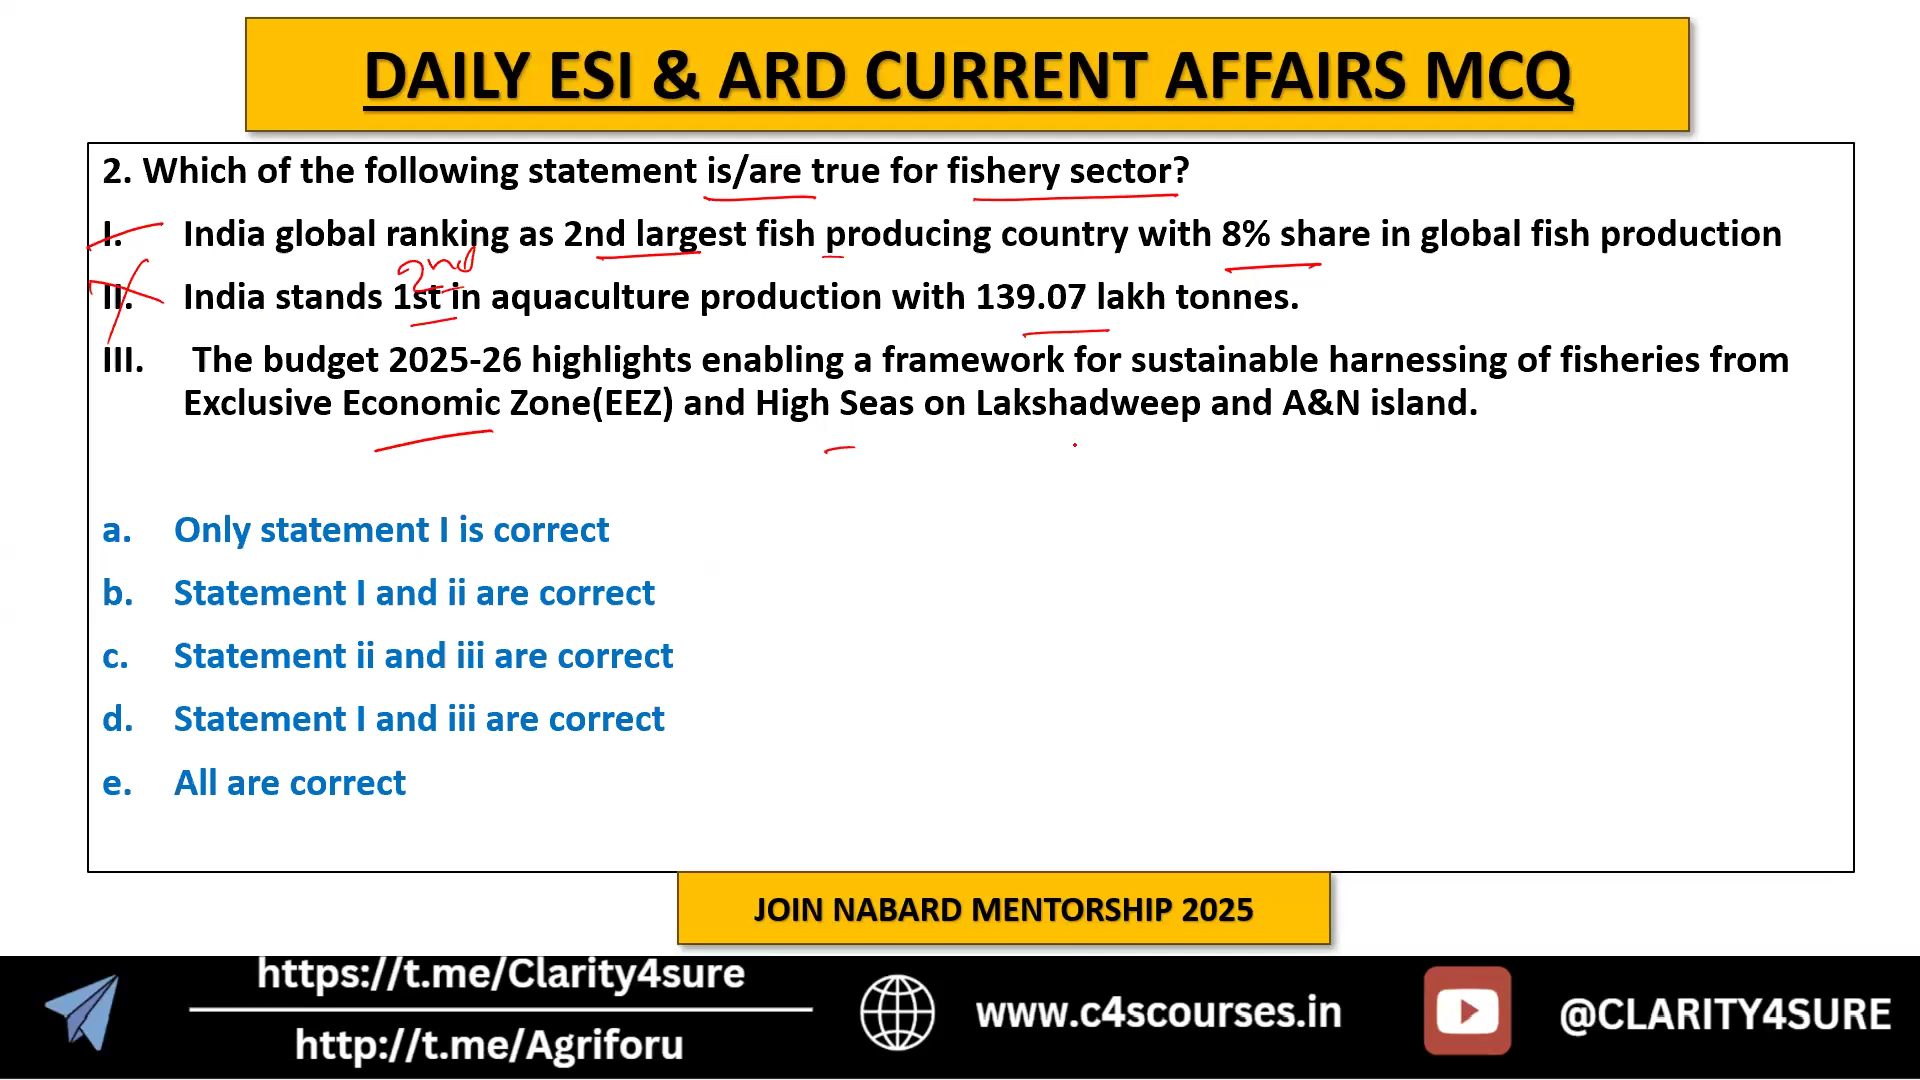 DAILY ESI & ARD CURRENT AFFAIRS MCQ
2. Which of the following statement is/are true for fishery sector?
I. India global ranking as 2nd largest fish producing country with 8% share in global fish production
2nd
II. India stands 1st in aquaculture production with 139.07 lakh tonnes.
III. The budget 2025-26 highlights enabling a framework for sustainable harnessing of fisheries from
Exclusive Economic Zone(EEZ) and High Seas on Lakshadweep and A&N island.
a. Only statement I is correct
b. Statement I and ii are correct
c. Statement ii and iii are correct
d. Statement I and iii are correct
e. All are correct
JOIN NABARD MENTORSHIP 2025
https://t.me/Clarity4sure
http://t.me/Agriforu
www.c4scourses.in
@CLARITY4SURE